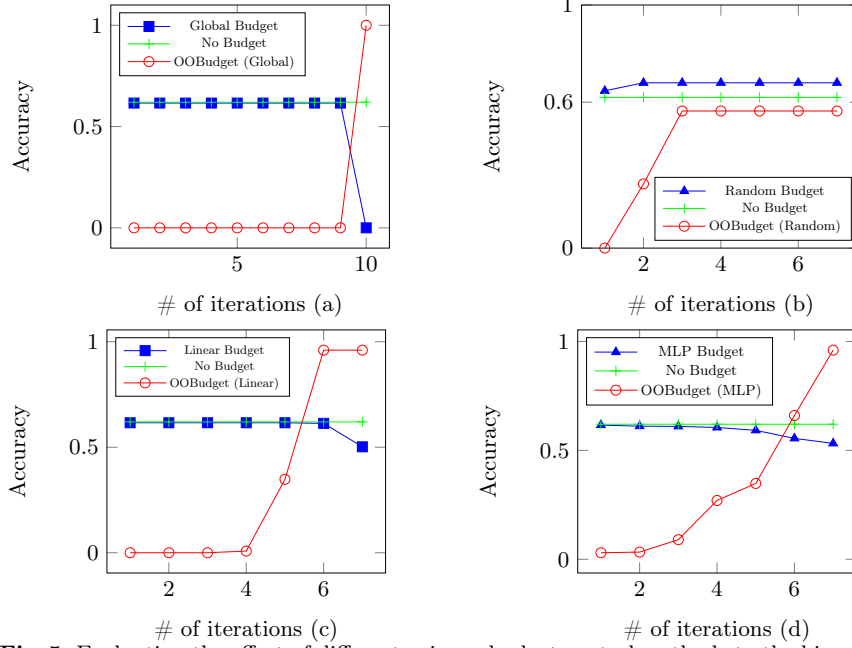 1
0.5
0
Accuracy
Global Budget
No Budget
OOBudget (Global)
5
10
# of iterations (a)
1
0.6
0
Accuracy
Random Budget
No Budget
OOBudget (Random)
2
4
6
# of iterations (b)
1
0.5
0
Accuracy
Linear Budget
No Budget
OOBudget (Linear)
2
4
6
# of iterations (c)
1
0.5
0
Accuracy
MLP Budget
No Budget
OOBudget (MLP)
2
4
6
# of iterations (d)